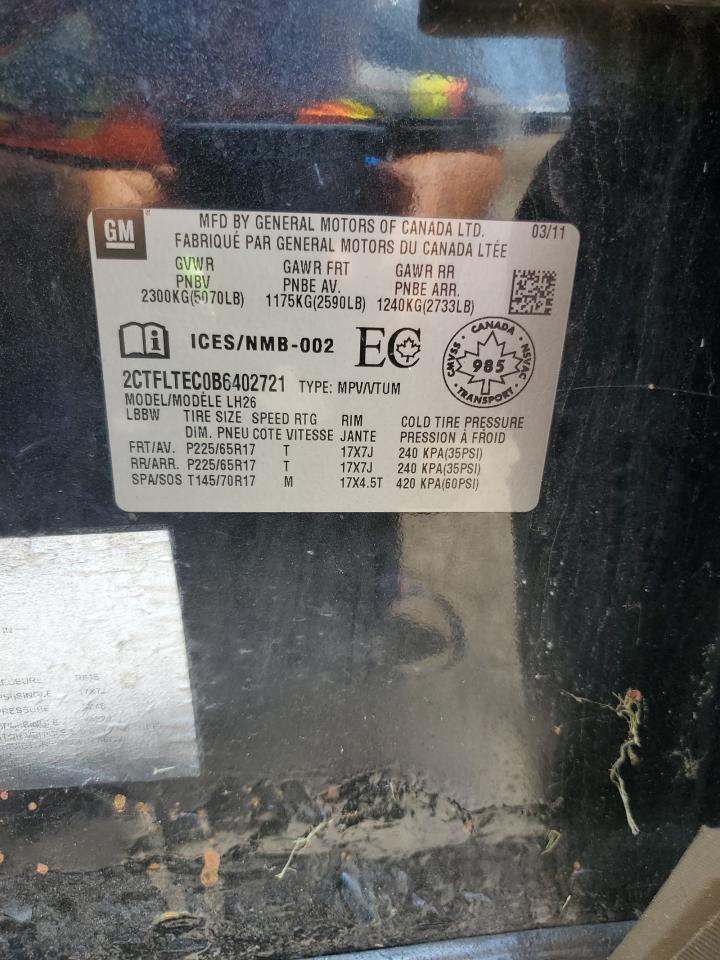 GM
MFD BY GENERAL MOTORS OF CANADA LTD. 03/11
FABRIQUÉ PAR GENERAL MOTORS DU CANADA LTÉE
GVWR GAWR FRT GAWR RR
PNBV PNBE AV. PNBE ARR.
2300KG(5070LB) 1175KG(2590LB) 1240KG(2733LB)
i ICES/NMB-002 EC
CANADA
CMVSS 985 NSVAC
TRANSPORT
2CTFLTEC0B6402721 TYPE: MPV/VTUM
MODEL/MODÈLE LH26
LBBW TIRE SIZE SPEED RTG RIM COLD TIRE PRESSURE
DIM. PNEU COTE VITESSE JANTE PRESSION À FROID
FRT/AV. P225/65R17 T 17X7J 240 KPA(35PSI)
RR/ARR. P225/65R17 T 17X7J 240 KPA(35PSI)
SPA/SOS T145/70R17 M 17X4.5T 420 KPA(60PSI)
IN
PRESSURE